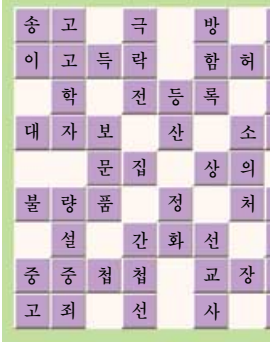 송 고 극 방
이 고 득 락 함 허
학 전 등 록
대 자 보 산 소
문 집 상 의
불 량 품 정 처
설 간 화 선
중 중 첩 첩 교 장
고 죄 선 사